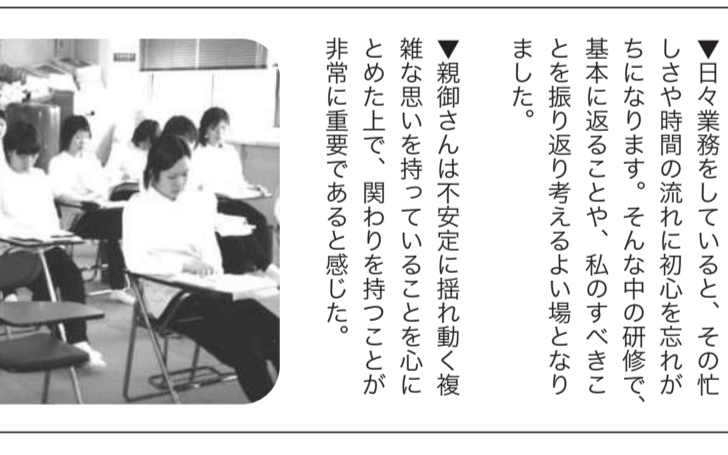 ▼日々業務をしていると、その忙
しさや時間の流れに初心を忘れが
ちになります。そんな中の研修で、
基本に返ることや、私のすべきこ
とを振り返り考えるよい場となり
ました。
▼親御さんは不安定に揺れ動く複
雑な思いを持っていることを心に
とめた上で、関わりを持つことが
非常に重要であると感じた。